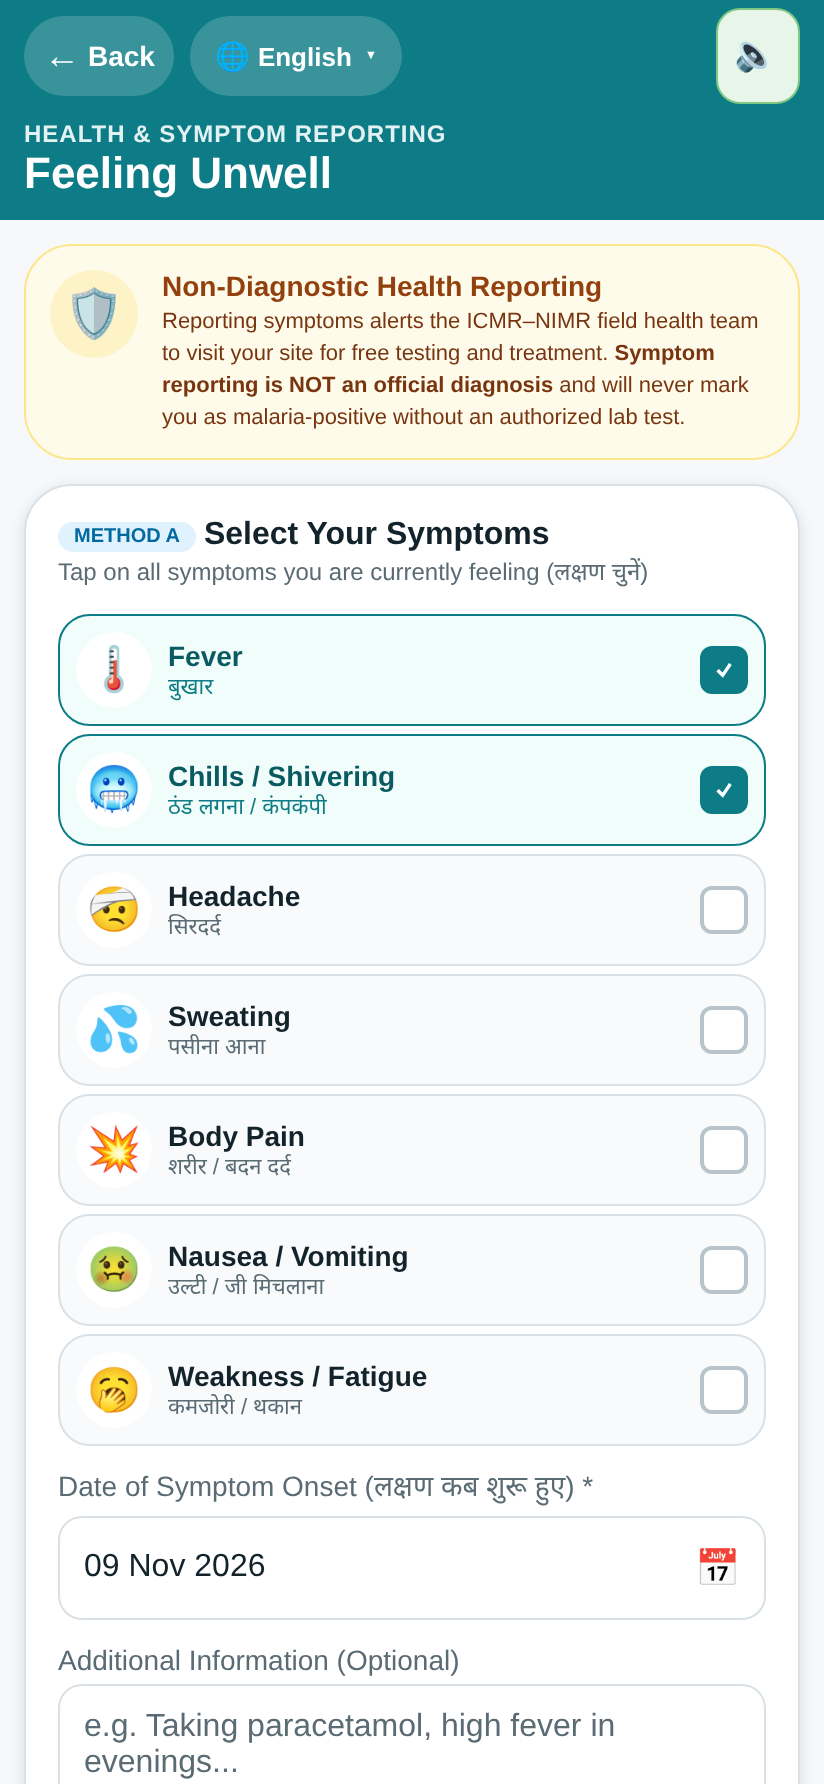 ← Back
🌐 English ▼
HEALTH & SYMPTOM REPORTING
Feeling Unwell
Non-Diagnostic Health Reporting
Reporting symptoms alerts the ICMR–NIMR field health team
to visit your site for free testing and treatment. Symptom
reporting is NOT an official diagnosis and will never mark
you as malaria-positive without an authorized lab test.
METHOD A Select Your Symptoms
Tap on all symptoms you are currently feeling (लक्षण चुनें)
Fever
बुखार
Chills / Shivering
ठंड लगना / कंपकंपी
Headache
सिरदर्द
Sweating
पसीना आना
Body Pain
शरीर / बदन दर्द
Nausea / Vomiting
उल्टी / जी मिचलाना
Weakness / Fatigue
कमजोरी / थकान
Date of Symptom Onset (लक्षण कब शुरू हुए) *
09 Nov 2026
July
17
Additional Information (Optional)
e.g. Taking paracetamol, high fever in
evenings...